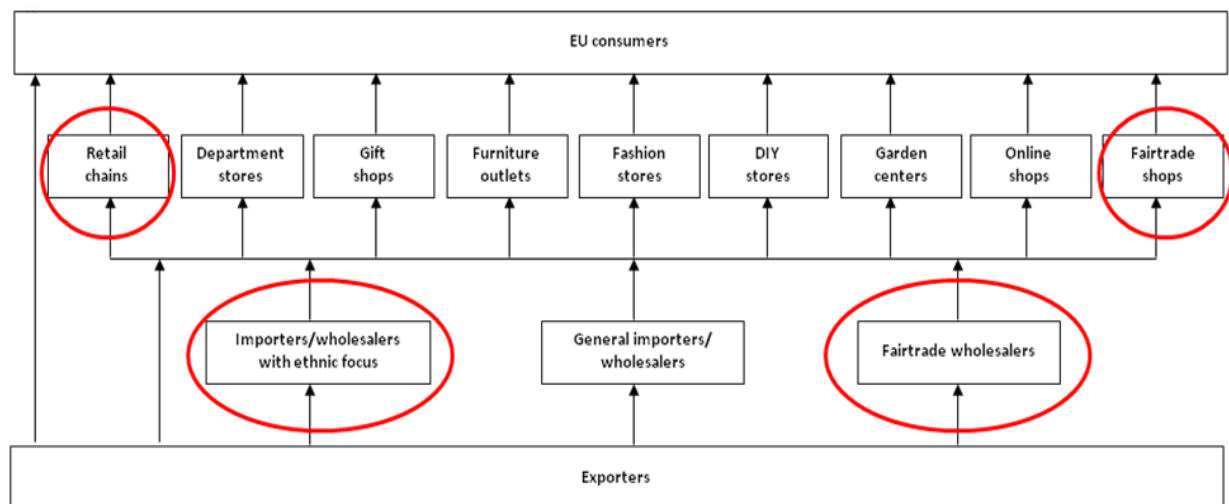 EU consumers
Retail
chains
Department
stores
Gift
shops
Furniture
outlets
Fashion
stores
DIY
stores
Garden
centers
Online
shops
Fairtrade
shops
Importers/wholesalers
with ethnic focus
General importers/
wholesalers
Fairtrade wholesalers
Exporters